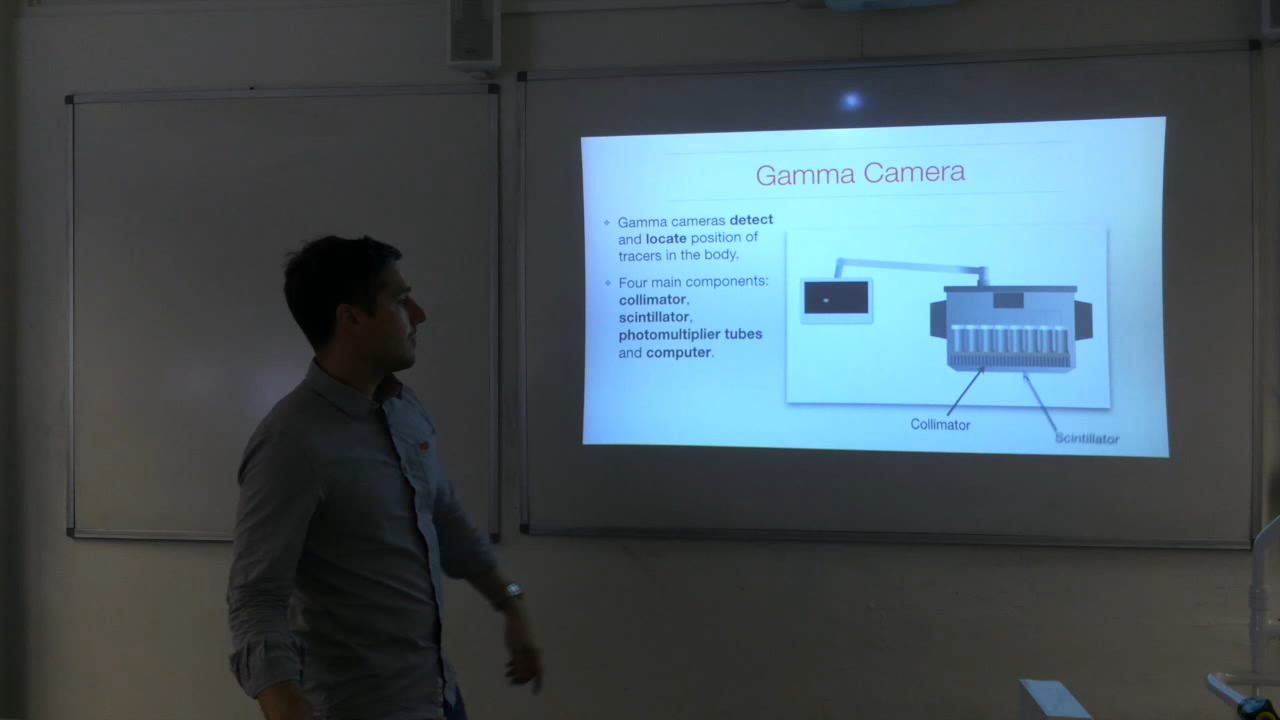 Gamma Camera
Gamma cameras detect
and locate position of
tracers in the body.
Four main components:
collimator,
scintillator,
photomultiplier tubes
and computer.
Collimator
Scintillator